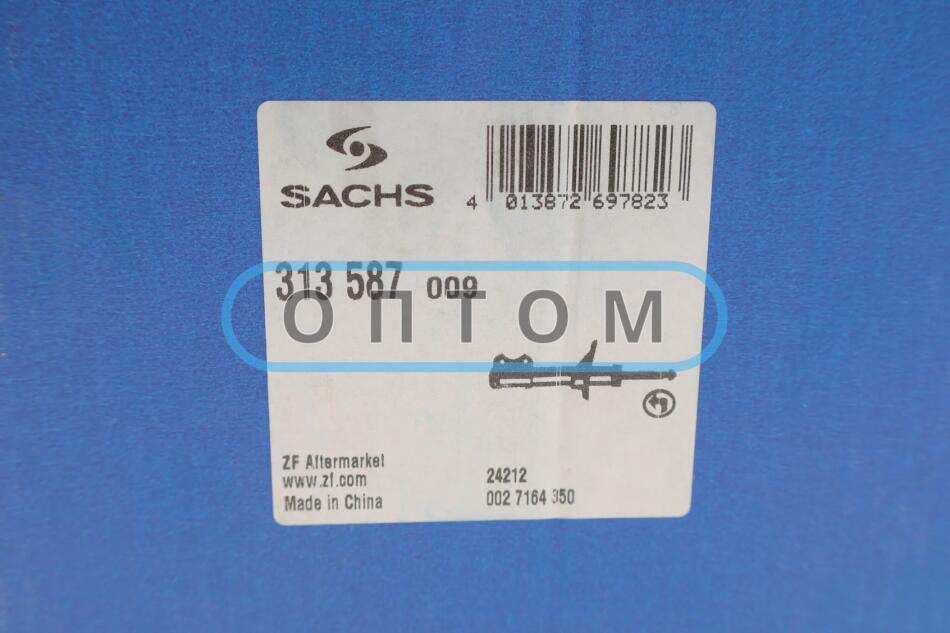 SACHS
4 013872 697823
313 587 009
ОПТОМ
ZF Aftermarket
www.zf.com
Made in China
24212
002 7164 350